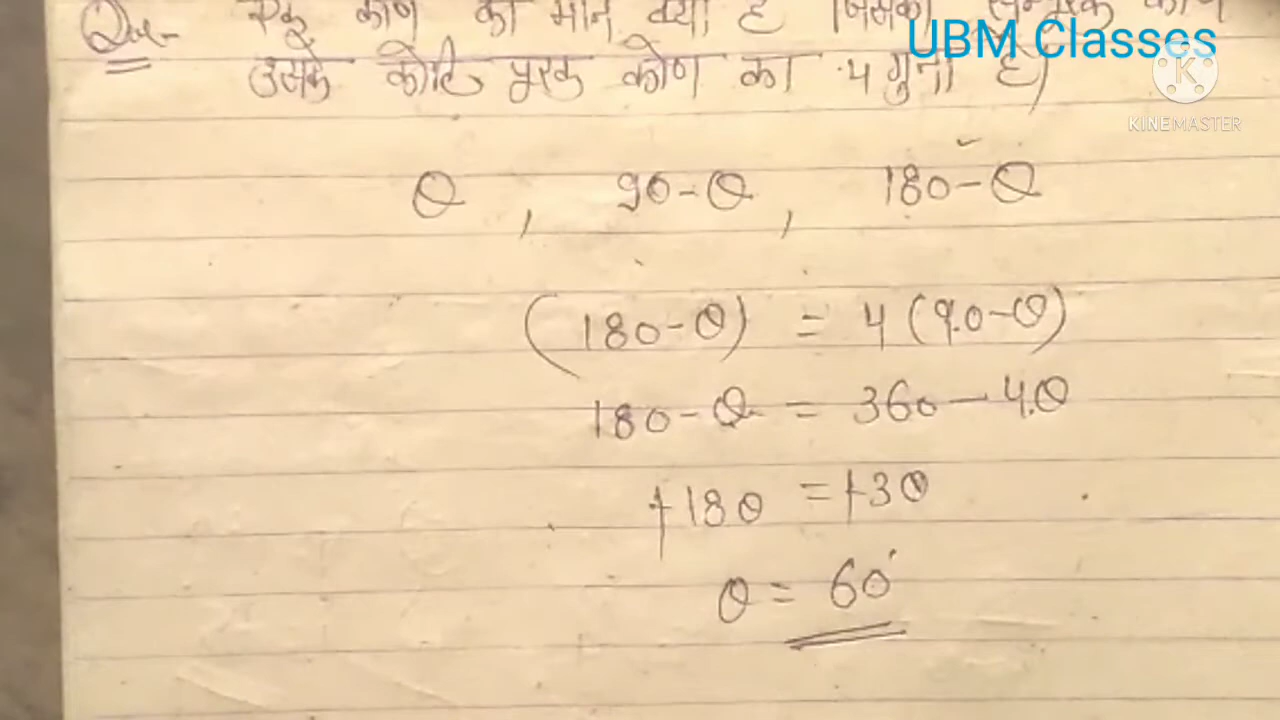 Que- एक कोण का मान क्या है जिसका सम्पूरक कोण
उसके कोटि पूरक कोण का 4 गुना है)
UBM Classes
K
KINEMASTER
θ , 90-θ , 180-θ
(180-θ) = 4(90-θ)
180-θ = 360-4θ
+180 = +3θ
θ = 60°